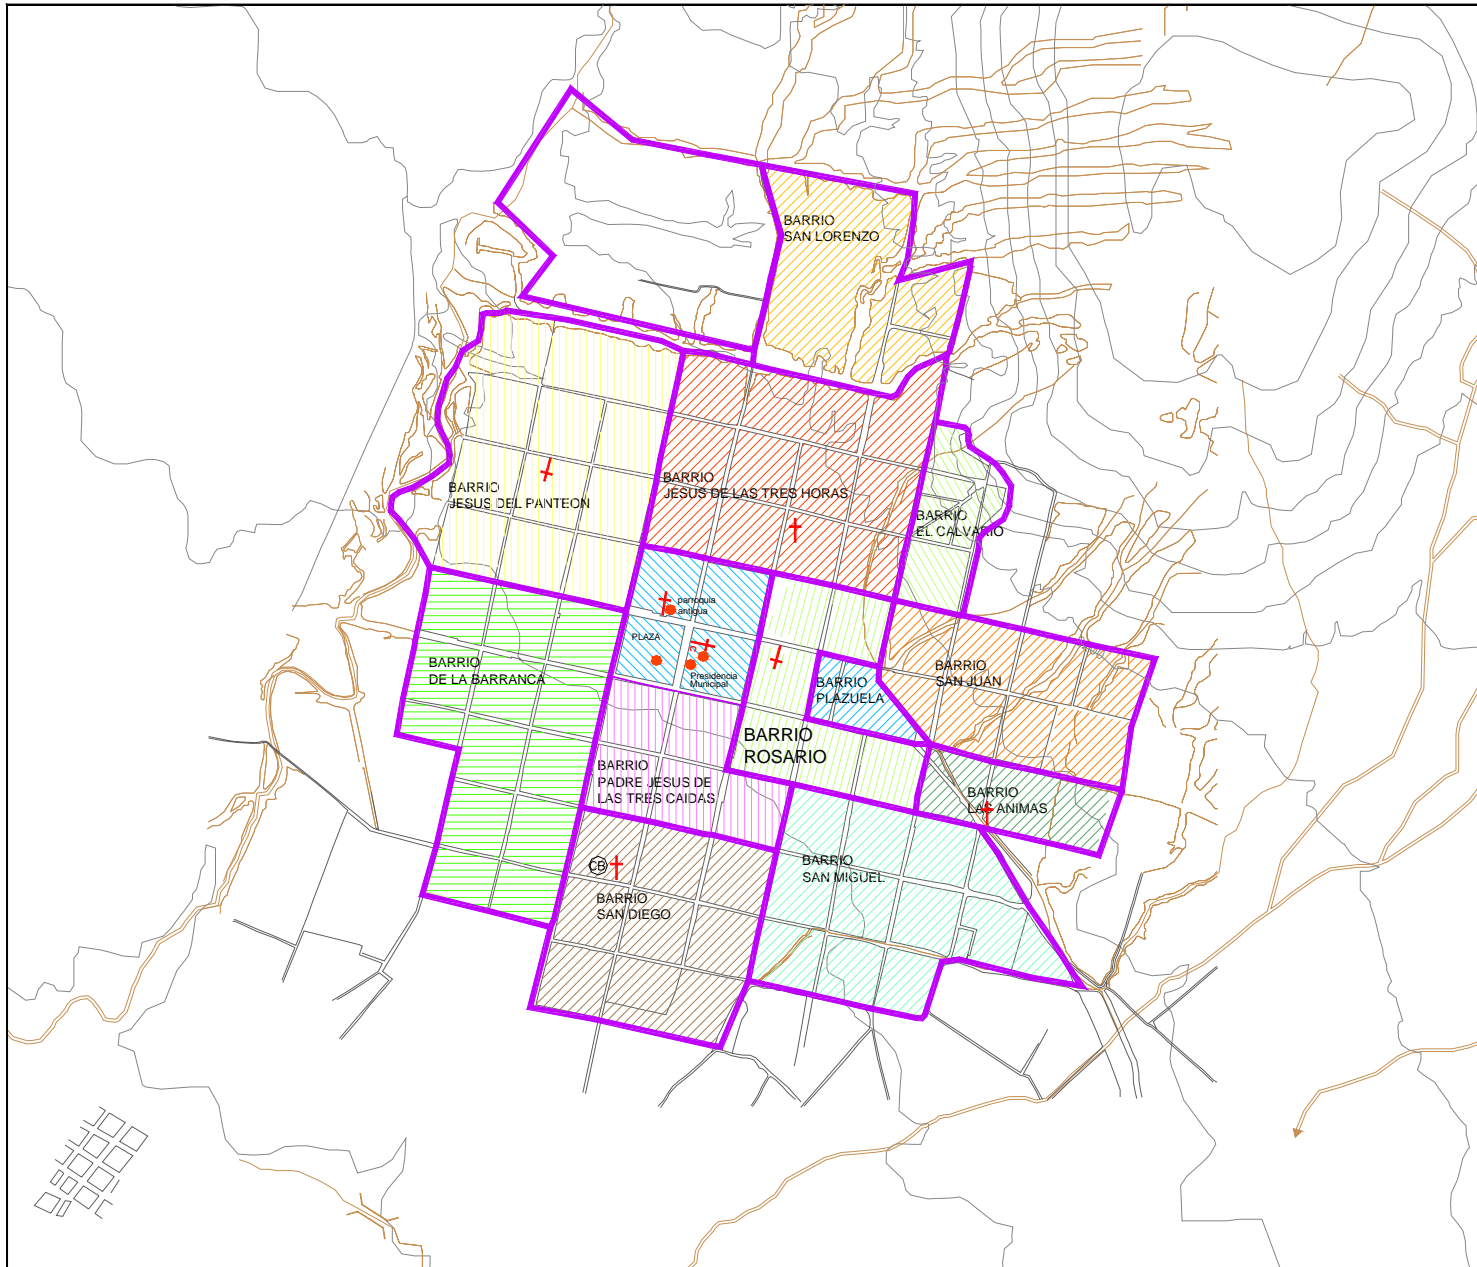 BARRIO
SAN LORENZO
BARRIO
JESUS DEL PANTEON
BARRIO
JESUS DE LAS TRES HORAS
BARRIO
EL CALVARIO
parroquia
antigua
PLAZA
Presidencia
Municipal
BARRIO
DE LA BARRANCA
BARRIO
PLAZUELA
BARRIO
SAN JUAN
BARRIO
ROSARIO
BARRIO
PADRE JESUS DE
LAS TRES CAIDAS
BARRIO
LAS ANIMAS
BARRIO
SAN MIGUEL
CB
BARRIO
SAN DIEGO